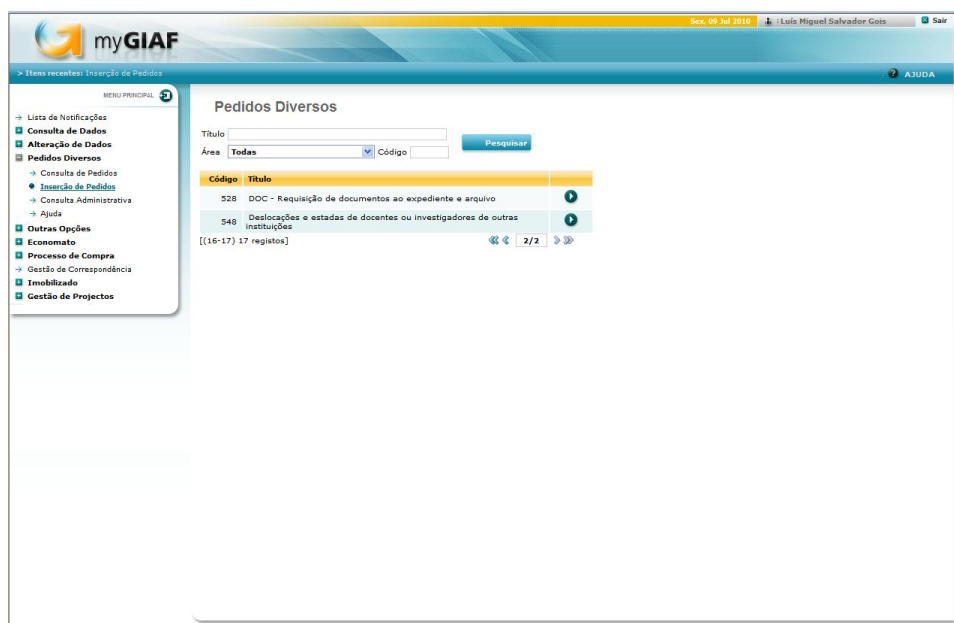 Sex, 09 Jul 2010 : Luís Miguel Salvador Gois Sair
myGIAF
> Itens recentes: Inserção de Pedidos
AJUDA
MENU PRINCIPAL
Lista de Notificações
Consulta de Dados
Alteração de Dados
Pedidos Diversos
Consulta de Pedidos
Inserção de Pedidos
Consulta Administrativa
Ajuda
Outras Opções
Economato
Processo de Compra
Gestão de Correspondência
Imobilizado
Gestão de Projectos
Pedidos Diversos
Título
Pesquisar
Área Todas Código
Código Título
528 DOC - Requisição de documentos ao expediente e arquivo
548 Deslocações e estadas de docentes ou investigadores de outras
instituições
[(16-17) 17 registos] 2/2